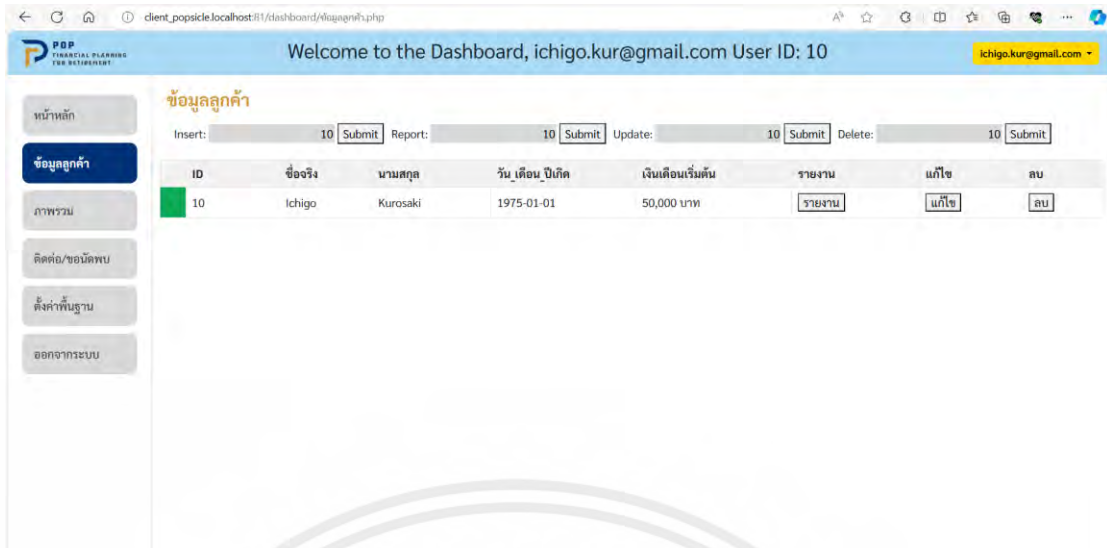 client_popsicle.localhost:81/dashboard/ข้อมูลลูกค้า.php
POP
FINANCIAL PLANNING
FOR RETIREMENT
Welcome to the Dashboard, ichigo.kur@gmail.com User ID: 10
ichigo.kur@gmail.com
หน้าหลัก
ข้อมูลลูกค้า
ภาพรวม
ติดต่อ/ขอนัดพบ
ตั้งค่าพื้นฐาน
ออกจากระบบ
ข้อมูลลูกค้า
Insert: 10 Submit Report: 10 Submit Update: 10 Submit Delete: 10 Submit
ID ชื่อจริง นามสกุล วัน_เดือน_ปีเกิด เงินเดือนเริ่มต้น รายงาน แก้ไข ลบ
10 Ichigo Kurosaki 1975-01-01 50,000 บาท รายงาน แก้ไข ลบ